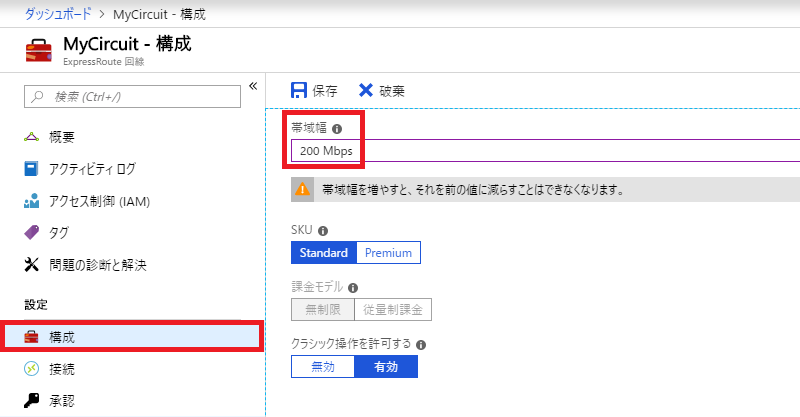 ダッシュボード > MyCircuit - 構成
MyCircuit - 構成
ExpressRoute 回線
検索 (Ctrl+/)
概要
アクティビティ ログ
アクセス制御 (IAM)
タグ
問題の診断と解決
設定
構成
接続
承認
保存 破棄
帯域幅
200 Mbps
帯域幅を増やすと、それを前の値に減らすことはできなくなります。
SKU
Standard Premium
課金モデル
無制限 従量制課金
クラシック操作を許可する
無効 有効